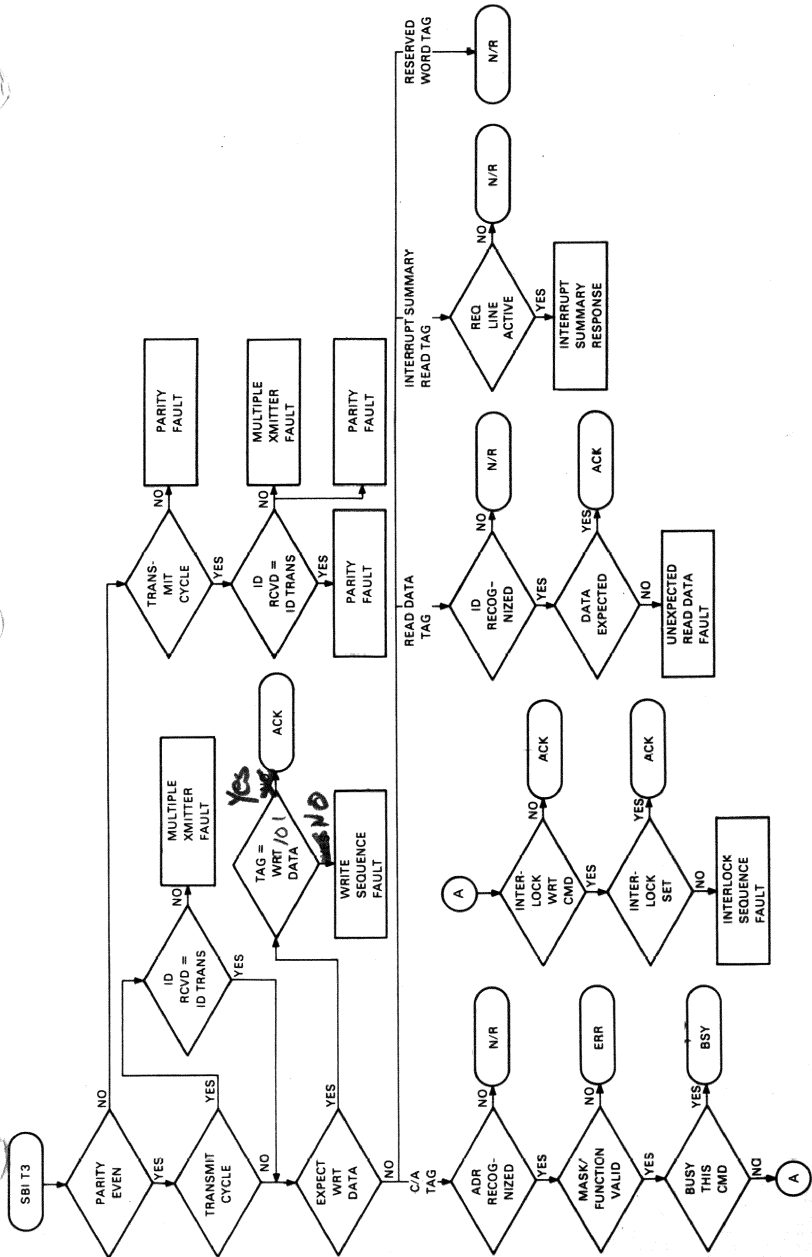 SBI T3
PARITY
EVEN
NO
YES
TRANSMIT
CYCLE
YES
NO
ID
RCVD =
ID TRANS
NO
YES
MULTIPLE
XMITTER
FAULT
EXPECT
WRT
DATA
YES
NO
TAG =
WRT 101
DATA
Yes
NO
ACK
WRITE
SEQUENCE
FAULT
TRANS-
MIT
CYCLE
NO
YES
PARITY
FAULT
ID
RCVD =
ID TRANS
NO
YES
MULTIPLE
XMITTER
FAULT
PARITY
FAULT
PARITY
FAULT
C/A
TAG
ADR
RECOG-
NIZED
NO
N/R
YES
MASK/
FUNCTION
VALID
NO
ERR
YES
BUSY
THIS
CMD
YES
BSY
NO
A
A
INTER-
LOCK
WRT
CMD
NO
ACK
YES
INTER-
LOCK
SET
YES
ACK
NO
INTERLOCK
SEQUENCE
FAULT
READ DATA
TAG
ID
RECOG-
NIZED
NO
N/R
YES
DATA
EXPECTED
YES
ACK
NO
UNEXPECTED
READ DATA
FAULT
INTERRUPT SUMMARY
READ TAG
REQ
LINE
ACTIVE
NO
N/R
YES
INTERRUPT
SUMMARY
RESPONSE
RESERVED
WORD TAG
N/R